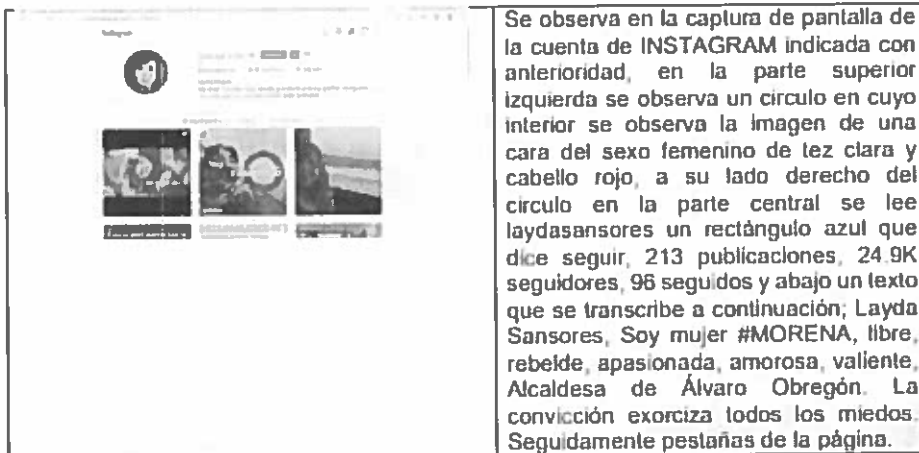 Se observa en la captura de pantalla de
la cuenta de INSTAGRAM indicada con
anterioridad, en la parte superior
izquierda se observa un circulo en cuyo
interior se observa la imagen de una
cara del sexo femenino de tez clara y
cabello rojo, a su lado derecho del
circulo en la parte central se lee
laydasansores un rectángulo azul que
dice seguir, 213 publicaciones, 24.9K
seguidores, 96 seguidos y abajo un texto
que se transcribe a continuación; Layda
Sansores, Soy mujer #MORENA, libre,
rebelde, apasionada, amorosa, valiente,
Alcaldesa de Álvaro Obregón. La
convicción exorciza todos los miedos.
Seguidamente pestañas de la página.